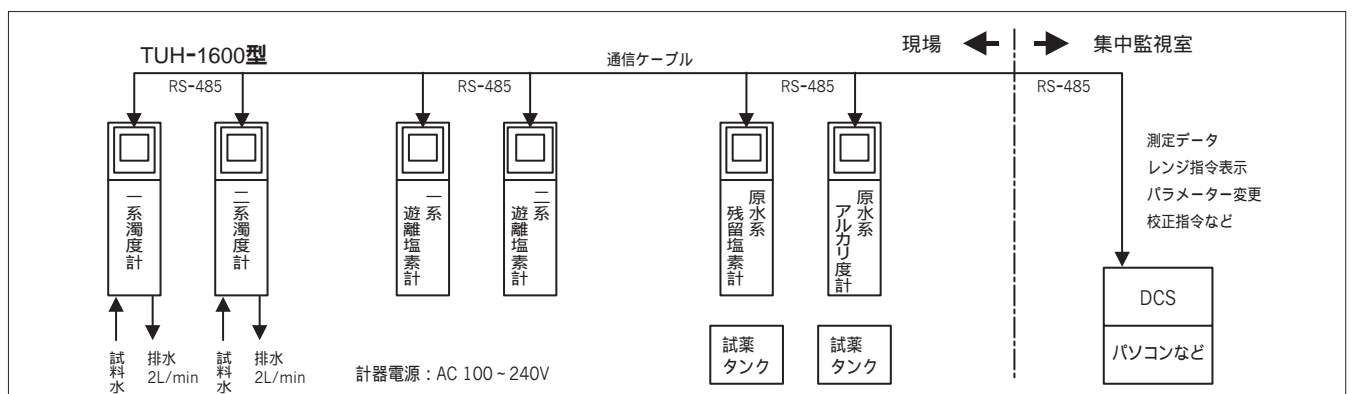 TUH-1600型
通信ケーブル
現場
集中監視室
RS-485
RS-485
RS-485
RS-485
測定データ
レンジ指令表示
パラメーター変更
校正指令など
一系濁度計
二系濁度計
一系
遊離塩素計
二系
遊離塩素計
原水系
残留塩素計
原水系
アルカリ度計
DCS
パソコンなど
試料水
排水
2L/min
試料水
排水
2L/min
計器電源：AC 100～240V
試薬
タンク
試薬
タンク